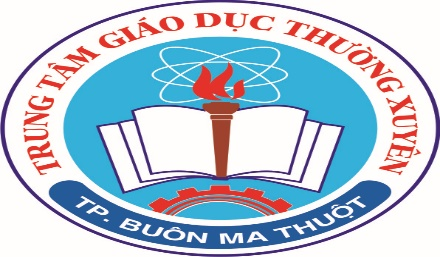 TRUNG TÂM GIÁO DỤC THƯỜNG XUYÊN
TP. BUÔN MA THUỘT